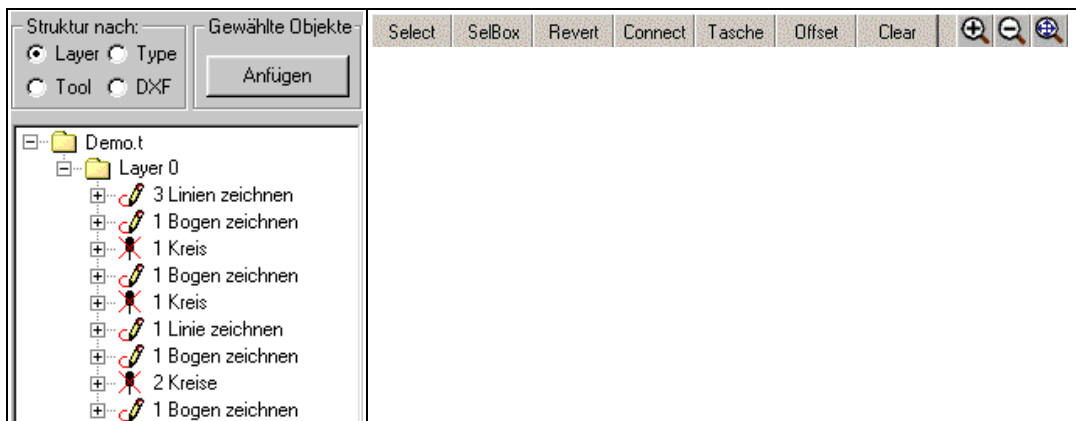 Struktur nach:
Layer Type
Tool DXF
Gewählte Objekte
Anfügen
Select SelBox Revert Connect Tasche Offset Clear
Demo.t
Layer 0
3 Linien zeichnen
1 Bogen zeichnen
1 Kreis
1 Bogen zeichnen
1 Kreis
1 Linie zeichnen
1 Bogen zeichnen
2 Kreise
1 Bogen zeichnen